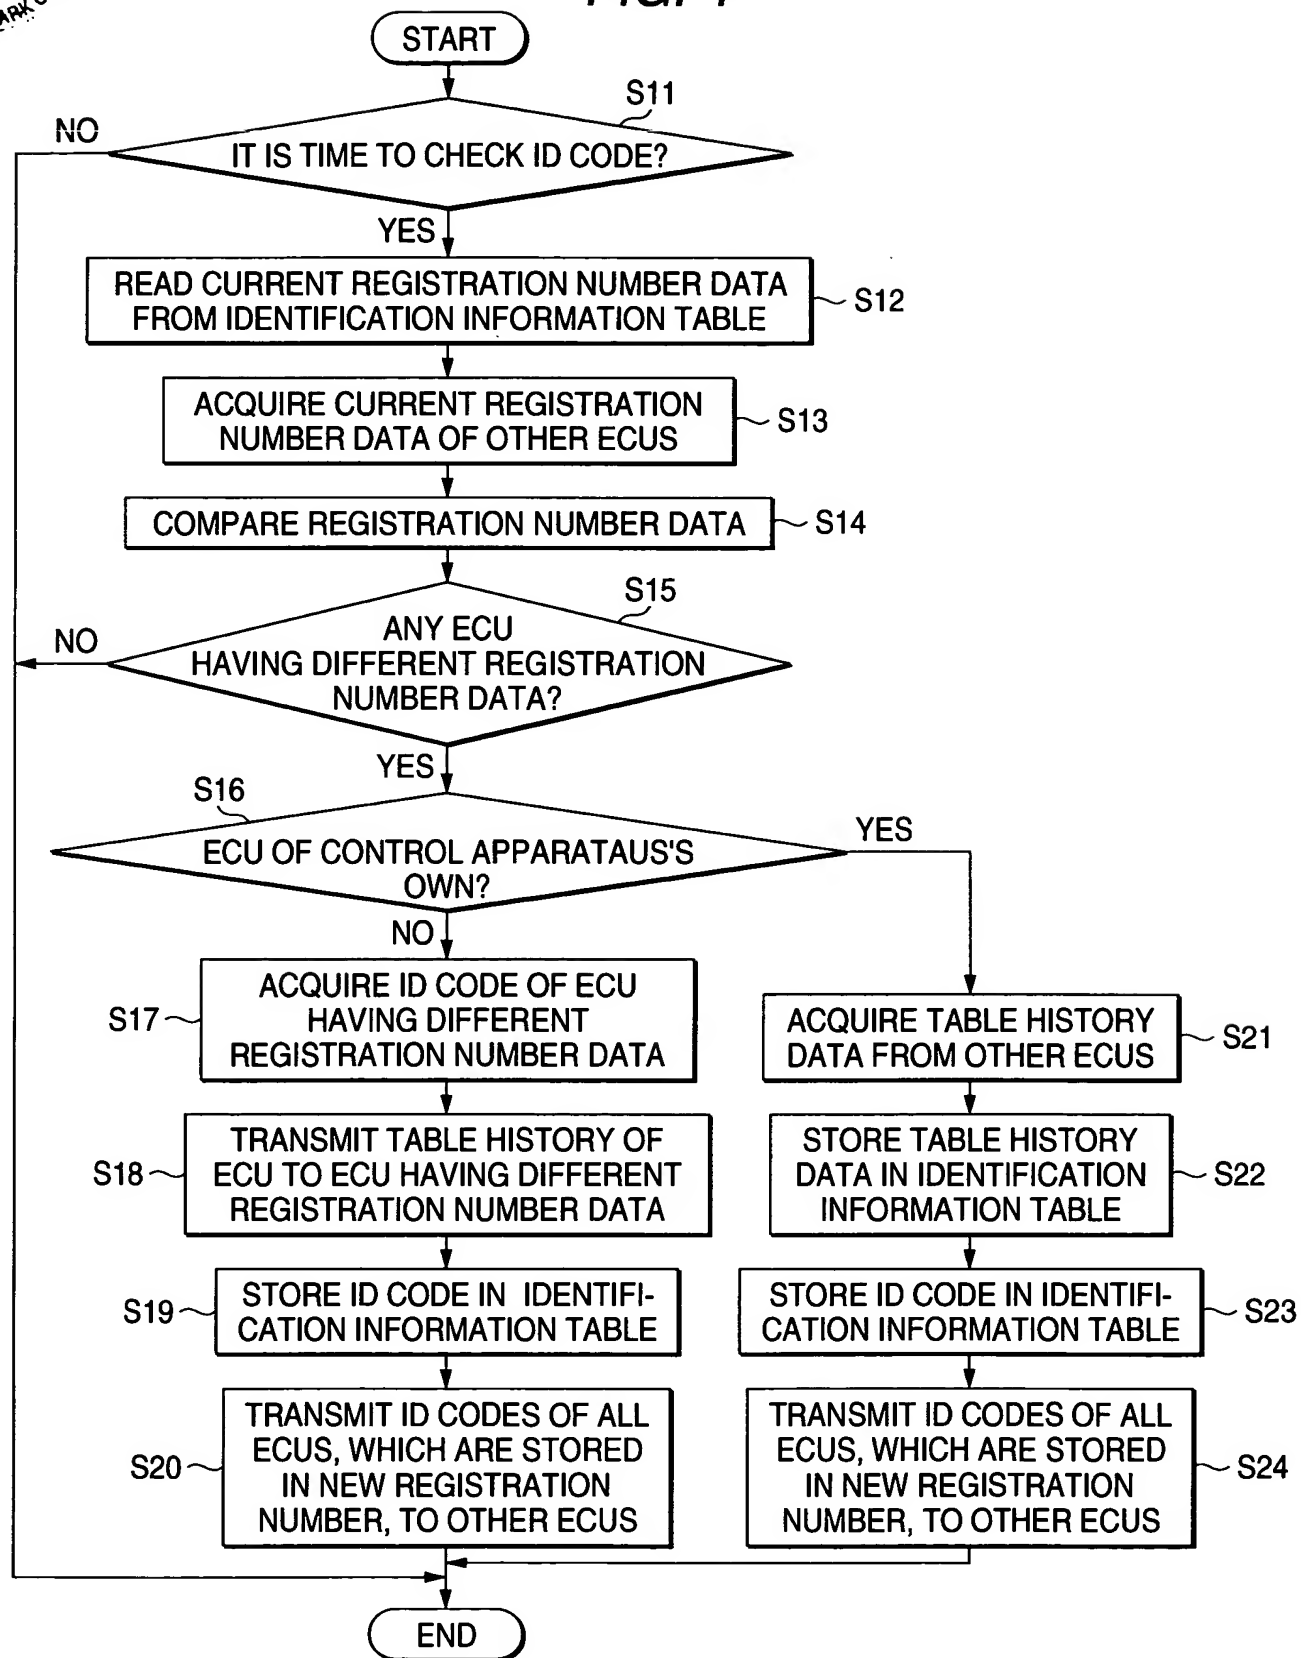 START
S11
NO
IT IS TIME TO CHECK ID CODE?
YES
READ CURRENT REGISTRATION NUMBER DATA
FROM IDENTIFICATION INFORMATION TABLE
S12
ACQUIRE CURRENT REGISTRATION
NUMBER DATA OF OTHER ECUS
S13
COMPARE REGISTRATION NUMBER DATA
S14
S15
NO
ANY ECU
HAVING DIFFERENT REGISTRATION
NUMBER DATA?
YES
S16
ECU OF CONTROL APPARATAUS'S
OWN?
YES
NO
S17
ACQUIRE ID CODE OF ECU
HAVING DIFFERENT
REGISTRATION NUMBER DATA
S18
TRANSMIT TABLE HISTORY OF
ECU TO ECU HAVING DIFFERENT
REGISTRATION NUMBER DATA
S19
STORE ID CODE IN IDENTIFI-
CATION INFORMATION TABLE
S20
TRANSMIT ID CODES OF ALL
ECUS, WHICH ARE STORED
IN NEW REGISTRATION
NUMBER, TO OTHER ECUS
ACQUIRE TABLE HISTORY
DATA FROM OTHER ECUS
S21
STORE TABLE HISTORY
DATA IN IDENTIFICATION
INFORMATION TABLE
S22
STORE ID CODE IN IDENTIFI-
CATION INFORMATION TABLE
S23
TRANSMIT ID CODES OF ALL
ECUS, WHICH ARE STORED
IN NEW REGISTRATION
NUMBER, TO OTHER ECUS
S24
END